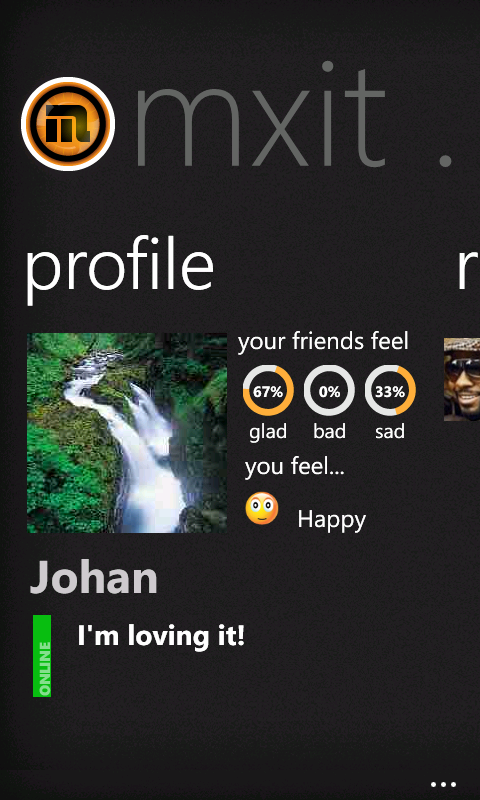 mxit .
profile
r
your friends feel
67% 0% 33%
glad bad sad
you feel...
Happy
Johan
ONLINE
I'm loving it!
...